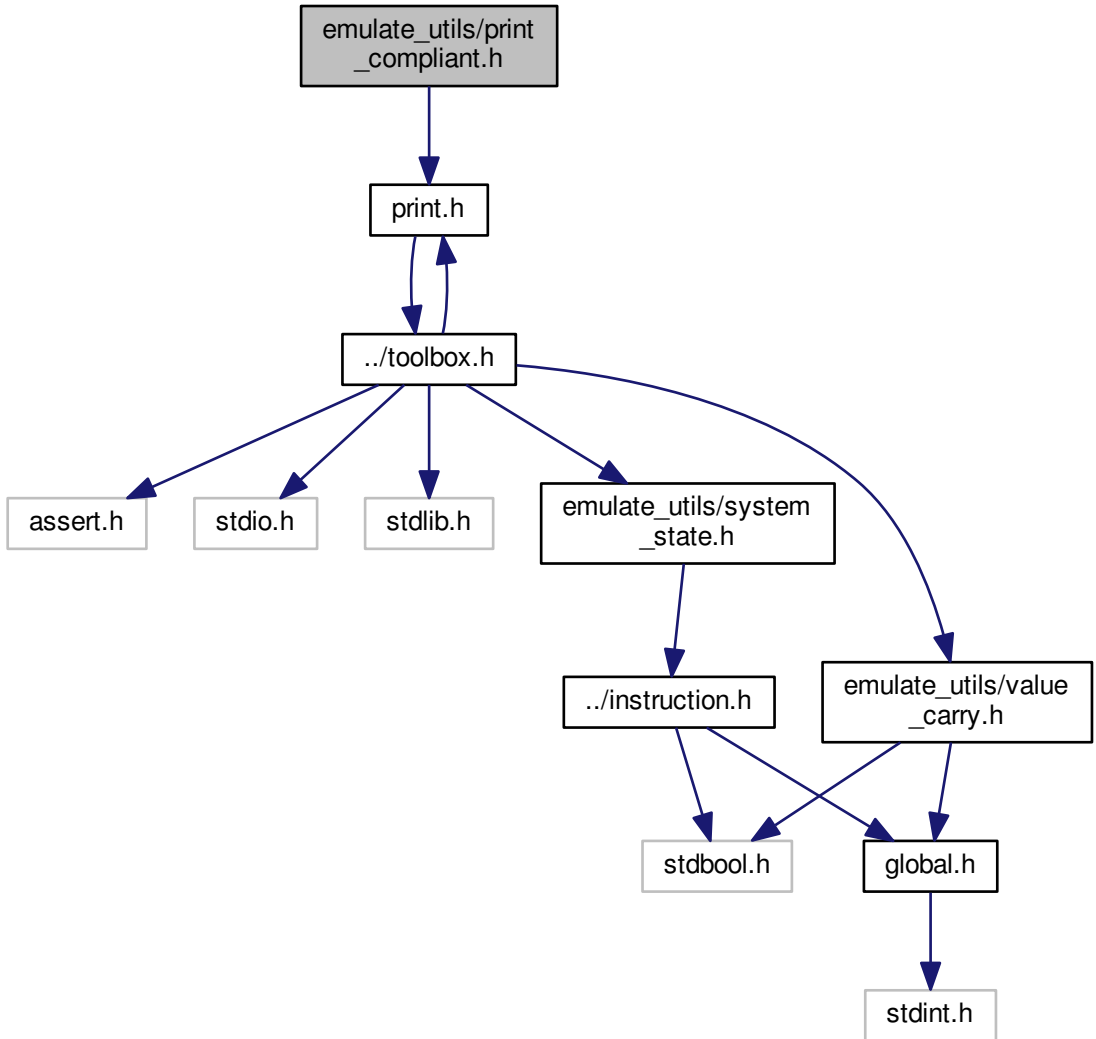 emulate_utils/print
_compliant.h
print.h
../toolbox.h
assert.h
stdio.h
stdlib.h
emulate_utils/system
_state.h
../instruction.h
emulate_utils/value
_carry.h
stdbool.h
global.h
stdint.h